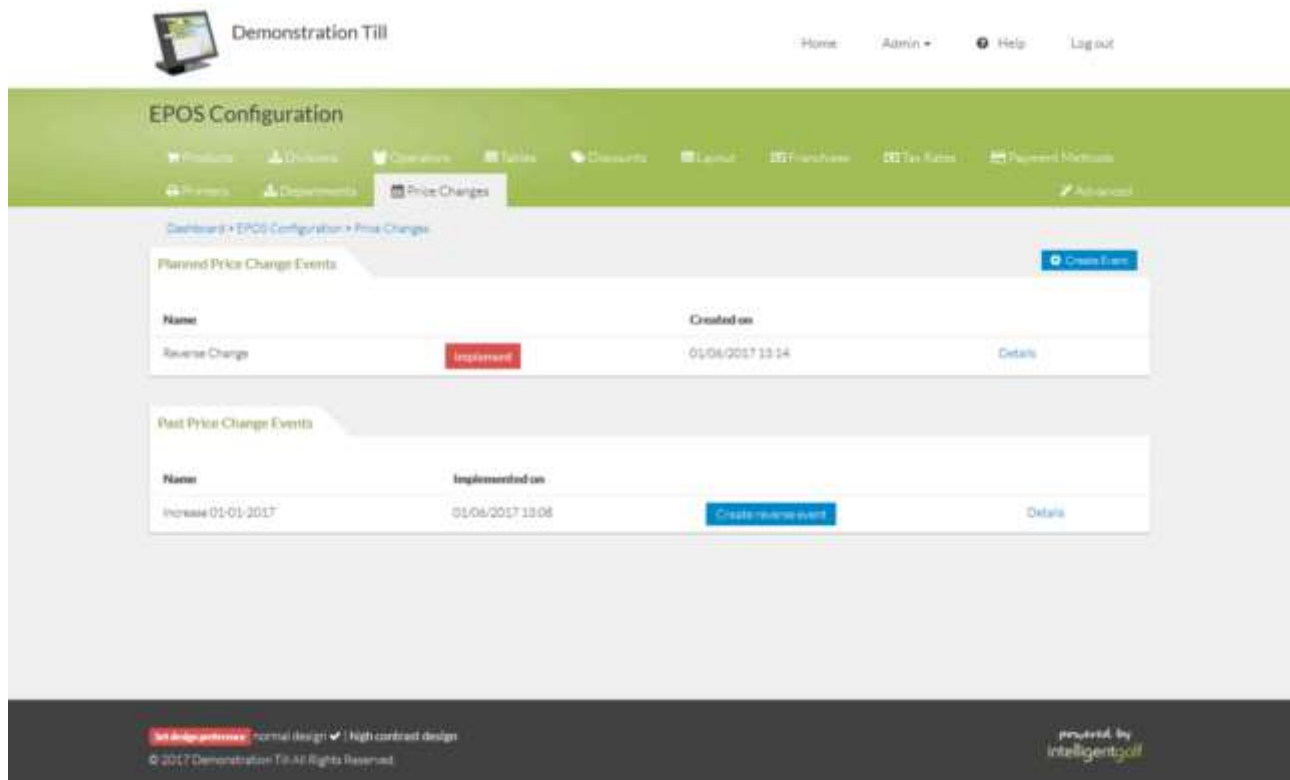 Demonstration Till
Home Admin Help Log out
EPOS Configuration
Products Divisions Operators Tables Discounts Layout Franchises Tax Rates Payment Methods
Printers Departments Price Changes Advanced
Dashboard > EPOS Configuration > Price Changes
Planned Price Change Events Create Event
Name Created on
Reverse Change Implement 01/06/2017 13:14 Details
Past Price Change Events
Name Implemented on
Increase 01-01-2017 01/06/2017 13:08 Create reverse event Details
Set design preference normal design ✔ | high contrast design
© 2017 Demonstration Till All Rights Reserved.
powered by
intelligentgolf